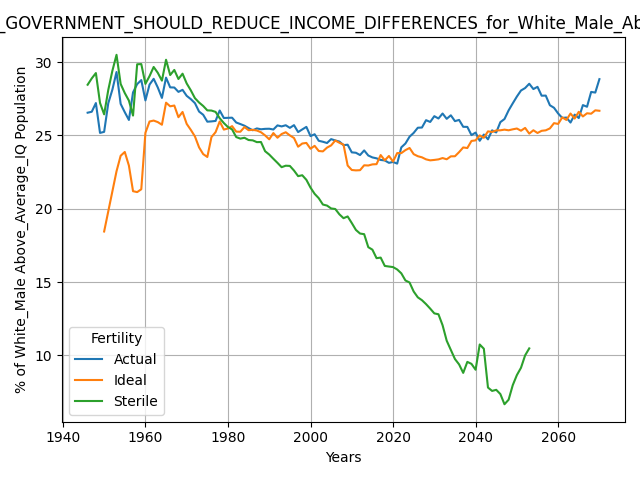 _GOVERNMENT_SHOULD_REDUCE_INCOME_DIFFERENCES_for_White_Male_Ab
% of White_Male Above_Average_IQ Population
30
25
20
15
10
Fertility
Actual
Ideal
Sterile
1940 1960 1980 2000 2020 2040 2060
Years